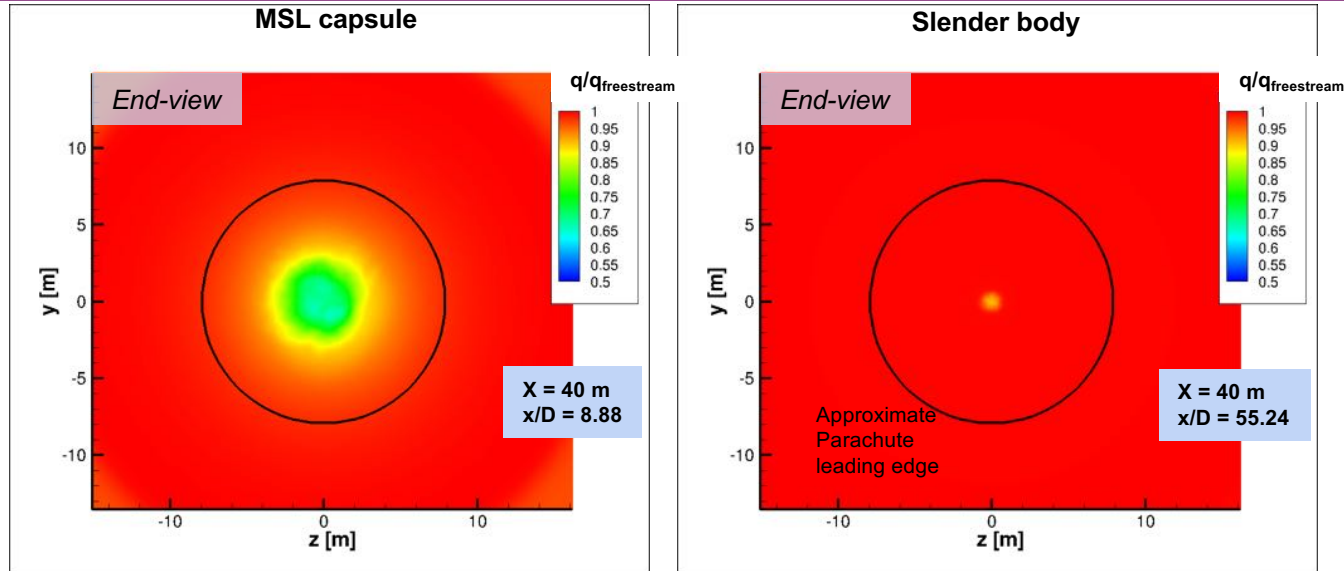 MSL capsule
End-view
q/qfreestream
1
0.95
0.9
0.85
0.8
0.75
0.7
0.65
0.6
0.55
0.5
10
5
0
-5
-10
y [m]
X = 40 m
x/D = 8.88
-10
0
10
z [m]
Slender body
End-view
q/qfreestream
1
0.95
0.9
0.85
0.8
0.75
0.7
0.65
0.6
0.55
0.5
10
5
0
-5
-10
y [m]
X = 40 m
x/D = 55.24
Approximate
Parachute
leading edge
-10
0
10
z [m]